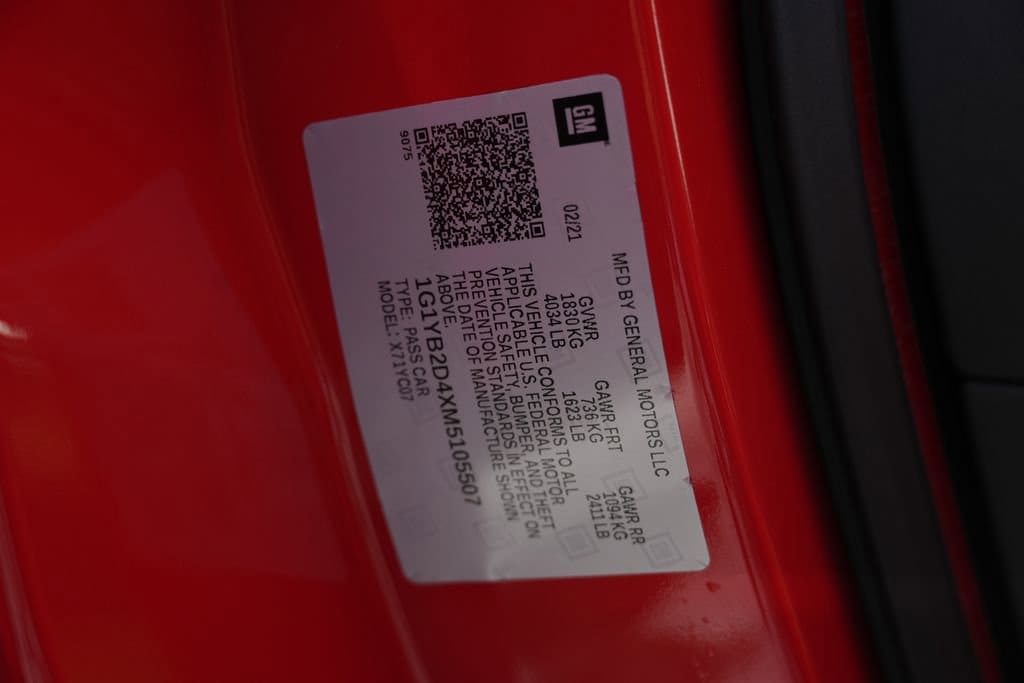 GM
02/21
9075
MFD BY GENERAL MOTORS LLC
GVWR GAWR FRT GAWR RR
1830 KG 736 KG 1094 KG
4034 LB 1623 LB 2411 LB
THIS VEHICLE CONFORMS TO ALL
APPLICABLE U.S. FEDERAL MOTOR
VEHICLE SAFETY, BUMPER, AND THEFT
PREVENTION STANDARDS IN EFFECT ON
THE DATE OF MANUFACTURE SHOWN
ABOVE.
1G1YB2D4XM5105507
TYPE: PASS CAR
MODEL: X71YC07